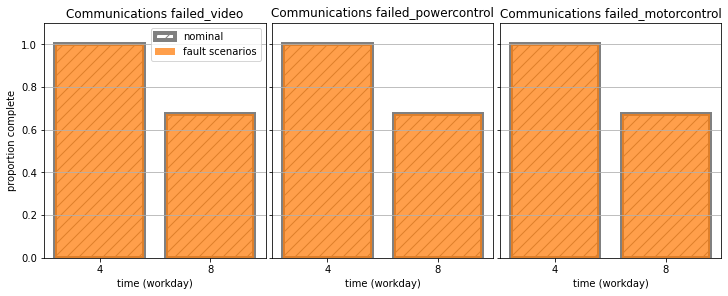 Communications failed_video
Communications failed_powercontrol
Communications failed_motorcontrol
nominal
fault scenarios
proportion complete
1.0
0.8
0.6
0.4
0.2
0.0
4
8
4
8
4
8
time (workday)
time (workday)
time (workday)